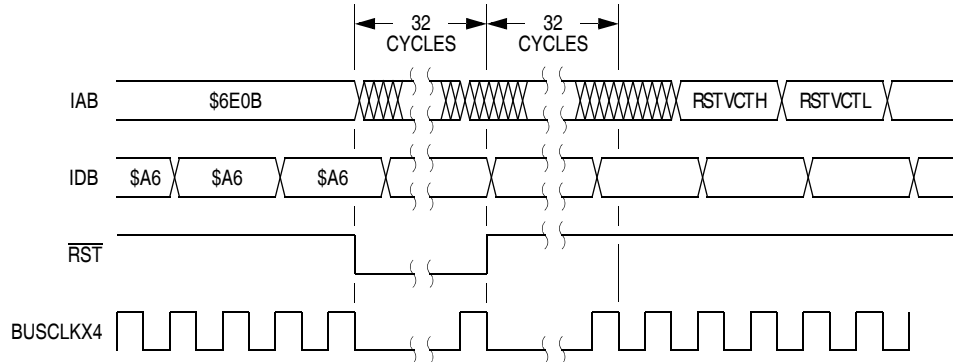 32 CYCLES
32 CYCLES
IAB $6E0B RSTVCTH RSTVCTL
IDB $A6 $A6 $A6
RST
BUSCLKX4